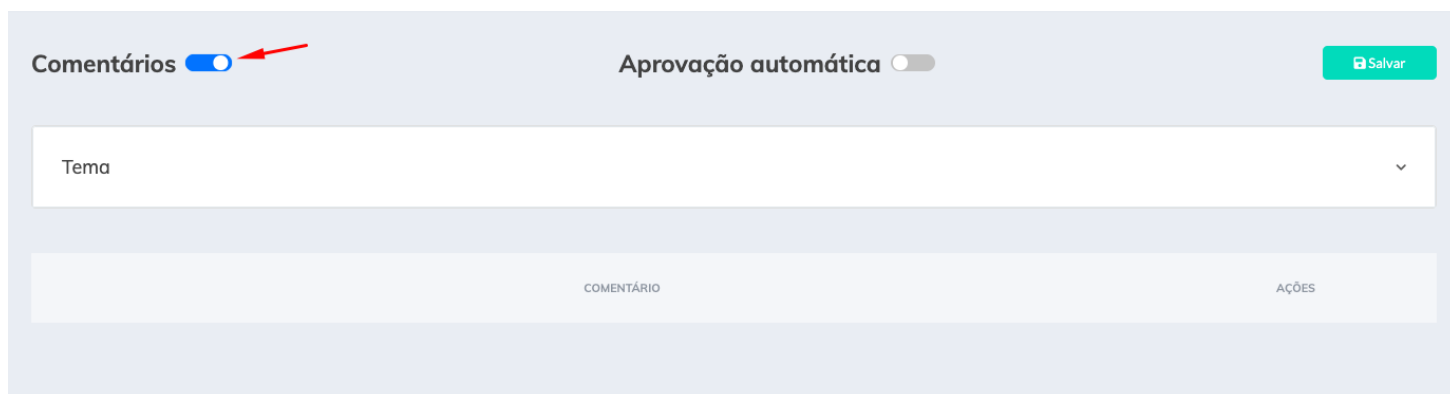 Comentários
Aprovação automática
Salvar
Tema
COMENTÁRIO
AÇÕES